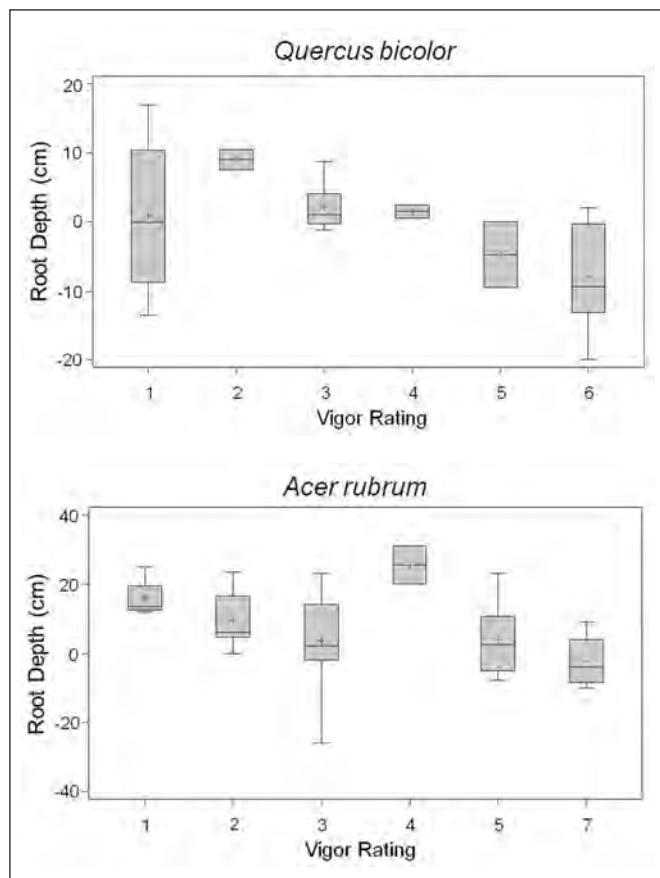 Quercus bicolor
20
10
0
-10
-20
Root Depth (cm)
1 2 3 4 5 6
Vigor Rating
Acer rubrum
40
20
0
-20
-40
Root Depth (cm)
1 2 3 4 5 7
Vigor Rating